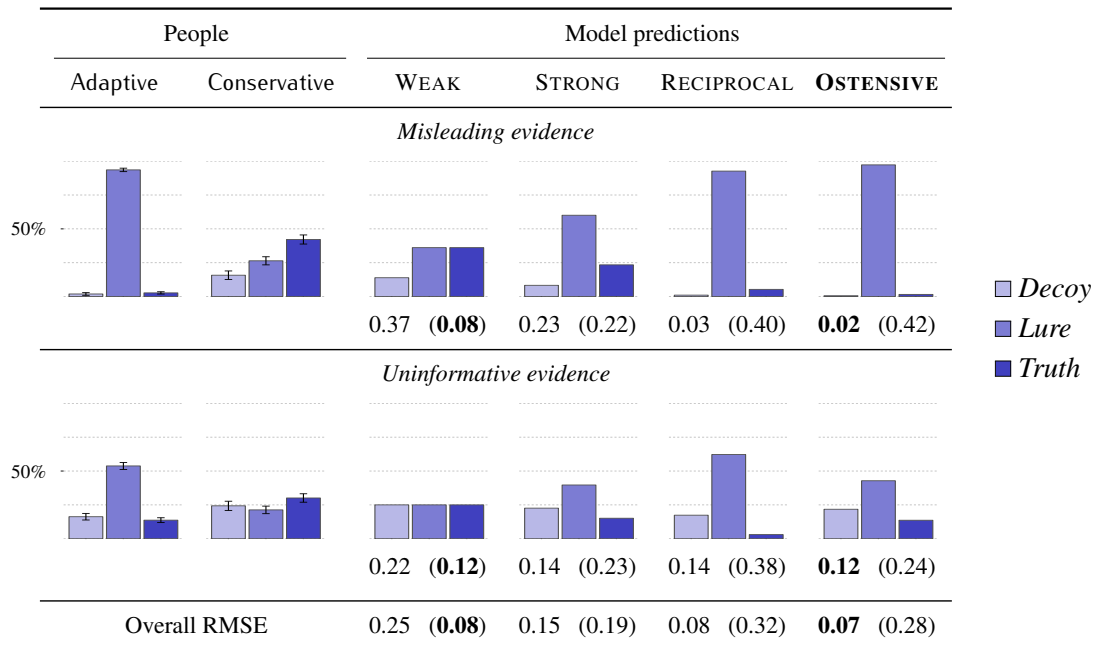 People Model predictions
Adaptive Conservative WEAK STRONG RECIPROCAL OSTENSIVE
Misleading evidence
50%
0.37 (0.08) 0.23 (0.22) 0.03 (0.40) 0.02 (0.42)
Decoy
Lure
Truth
Uninformative evidence
50%
0.22 (0.12) 0.14 (0.23) 0.14 (0.38) 0.12 (0.24)
Overall RMSE 0.25 (0.08) 0.15 (0.19) 0.08 (0.32) 0.07 (0.28)